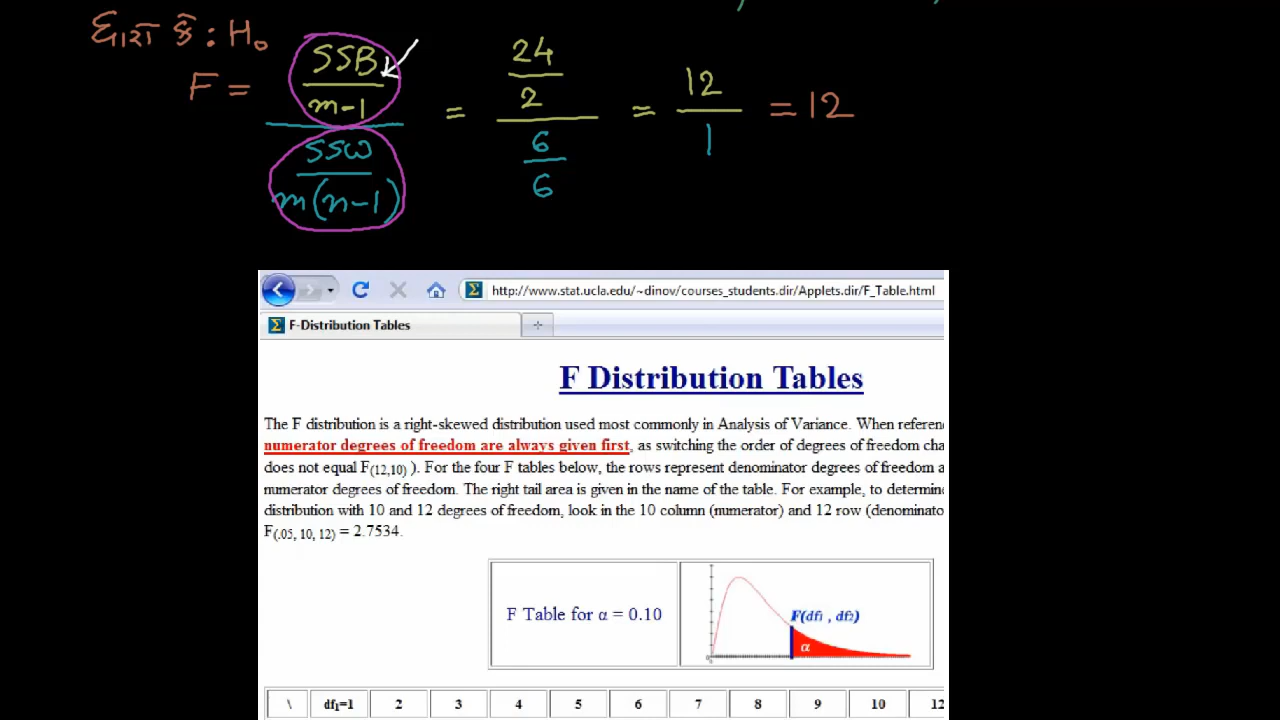 धारा कि : H₀
F = SSB/m-1 / SSW/m(n-1) = 24/2 / 6/6 = 12/1 = 12
http://www.stat.ucla.edu/~dinov/courses_students.dir/Applets.dir/F_Table.html
F-Distribution Tables
F Distribution Tables
The F distribution is a right-skewed distribution used most commonly in Analysis of Variance. When referen
numerator degrees of freedom are always given first, as switching the order of degrees of freedom cha
does not equal F(12,10) ). For the four F tables below, the rows represent denominator degrees of freedom a
numerator degrees of freedom. The right tail area is given in the name of the table. For example, to determine
distribution with 10 and 12 degrees of freedom, look in the 10 column (numerator) and 12 row (denominato
F(.05, 10, 12) = 2.7534.
F Table for α = 0.10
F(df₁ , df₂)
α
\ df₁=1 2 3 4 5 6 7 8 9 10 12